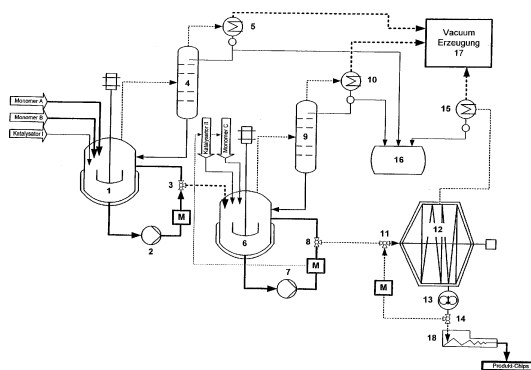 5
Vacuum
Erzeugung
17
4
10
Monomer A
Monomer B
Katalysator I
Katalysator II
Monomer C
9
15
16
1
3
M
2
6
8
M
7
11
12
M
13
14
18
Produkt-Chips